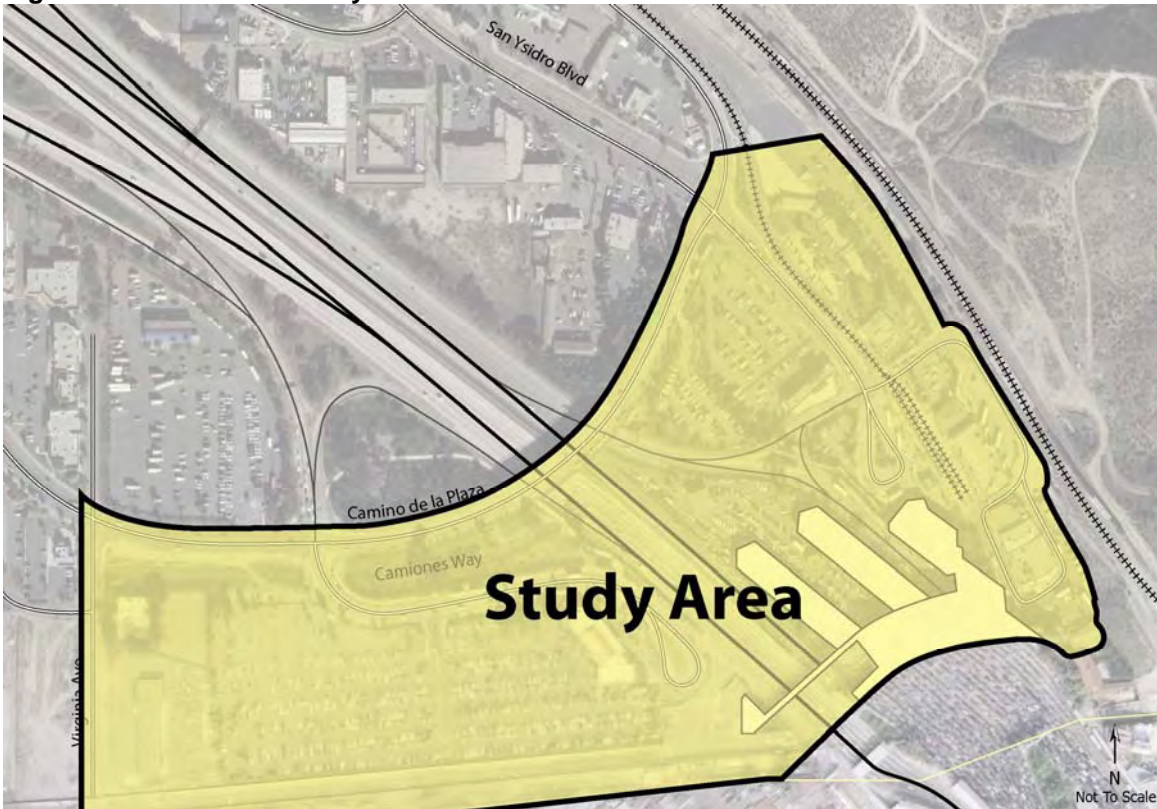 San Ysidro Blvd
Camino de la Plaza
Camiones Way
Study Area
Virginia Ave
N
Not To Scale